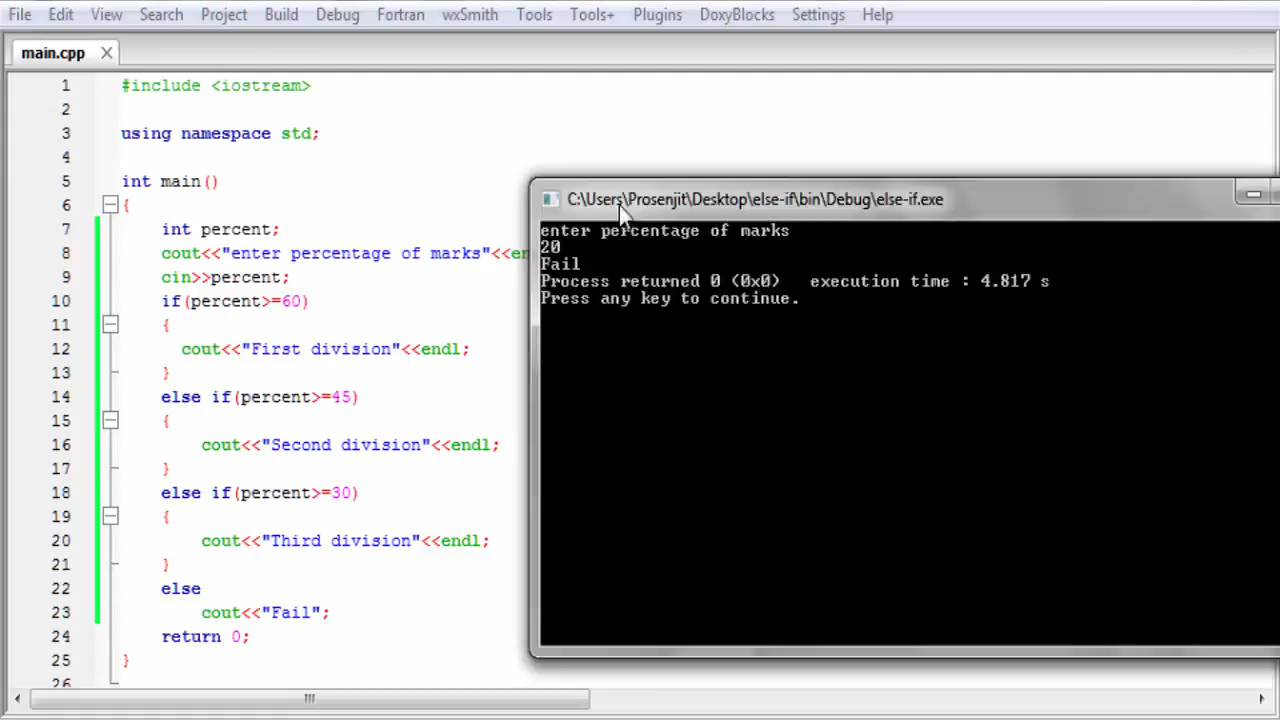 File Edit View Search Project Build Debug Fortran wxSmith Tools Tools+ Plugins DoxyBlocks Settings Help
main.cpp
1 #include <iostream>
2
3 using namespace std;
4
5 int main()
6 {
7 int percent;
8 cout<<"enter percentage of marks"<<en
9 cin>>percent;
10 if(percent>=60)
11 {
12 cout<<"First division"<<endl;
13 }
14 else if(percent>=45)
15 {
16 cout<<"Second division"<<endl;
17 }
18 else if(percent>=30)
19 {
20 cout<<"Third division"<<endl;
21 }
22 else
23 cout<<"Fail";
24 return 0;
25 }
26
C:\Users\Prosenjit\Desktop\else-if\bin\Debug\else-if.exe
enter percentage of marks
20
Fail
Process returned 0 (0x0) execution time : 4.817 s
Press any key to continue.